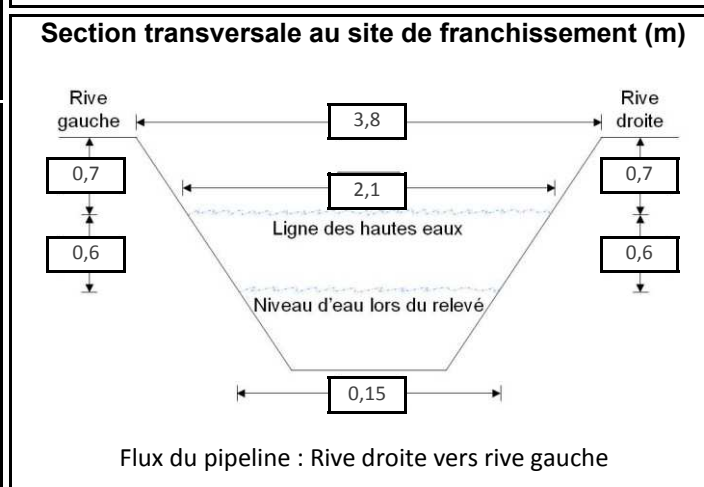 Section transversale au site de franchissement (m)
Rive
gauche
3,8
Rive
droite
0,7
2,1
0,7
Ligne des hautes eaux
0,6
0,6
Niveau d'eau lors du relevé
0,15
Flux du pipeline : Rive droite vers rive gauche